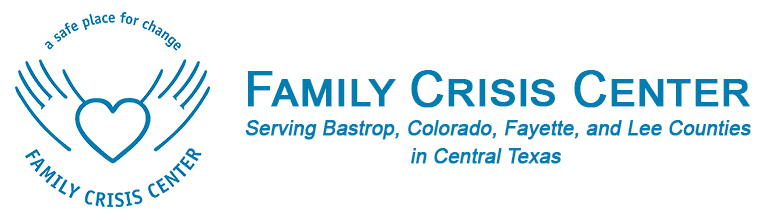 a safe place for change
FAMILY CRISIS CENTER
FAMILY CRISIS CENTER
Serving Bastrop, Colorado, Fayette, and Lee Counties
in Central Texas